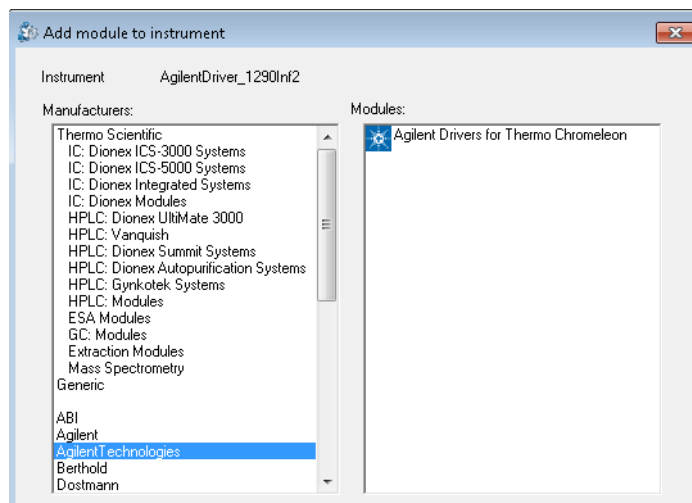 Add module to instrument
Instrument AgilentDriver_1290Inf2
Manufacturers:
Thermo Scientific
IC: Dionex ICS-3000 Systems
IC: Dionex ICS-5000 Systems
IC: Dionex Integrated Systems
IC: Dionex Modules
HPLC: Dionex UltiMate 3000
HPLC: Vanquish
HPLC: Dionex Summit Systems
HPLC: Dionex Autopurification Systems
HPLC: Gynkotek Systems
HPLC: Modules
ESA Modules
GC: Modules
Extraction Modules
Mass Spectrometry
Generic
ABI
Agilent
AgilentTechnologies
Berthold
Dostmann
Modules:
Agilent Drivers for Thermo Chromeleon